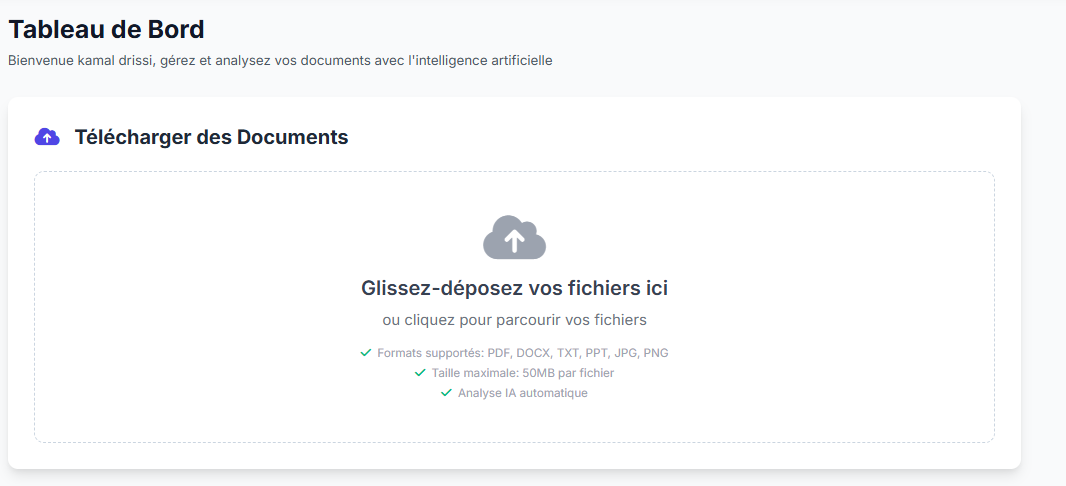 Tableau de Bord
Bienvenue kamal drissi, gérez et analysez vos documents avec l'intelligence artificielle
Télécharger des Documents
Glissez-déposez vos fichiers ici
ou cliquez pour parcourir vos fichiers
Formats supportés: PDF, DOCX, TXT, PPT, JPG, PNG
Taille maximale: 50MB par fichier
Analyse IA automatique